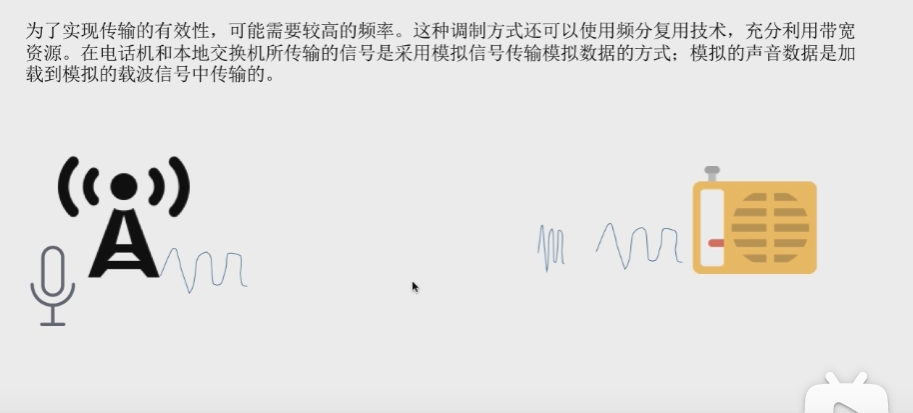 为了实现传输的有效性，可能需要较高的频率。这种调制方式还可以使用频分复用技术，充分利用带宽
资源。在电话机和本地交换机所传输的信号是采用模拟信号传输模拟数据的方式；模拟的声音数据是加
载到模拟的载波信号中传输的。